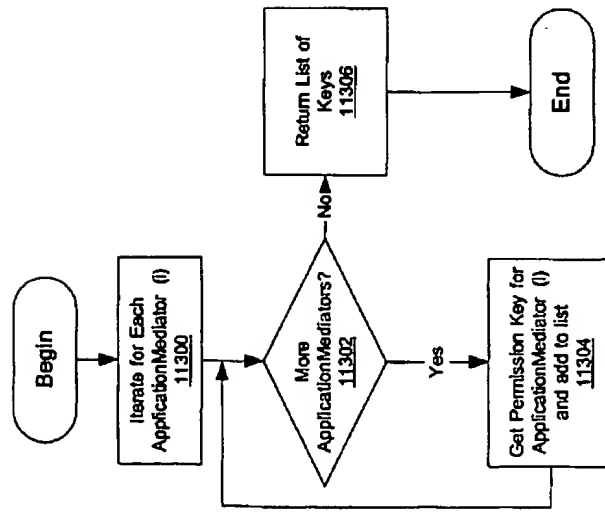 Begin
Iterate for Each
ApplicationMediator (i)
11300
More
ApplicationMediators?
11302
No
Return List of
Keys
11306
Yes
Get Permission Key for
ApplicationMediator (i)
and add to list
11304
End